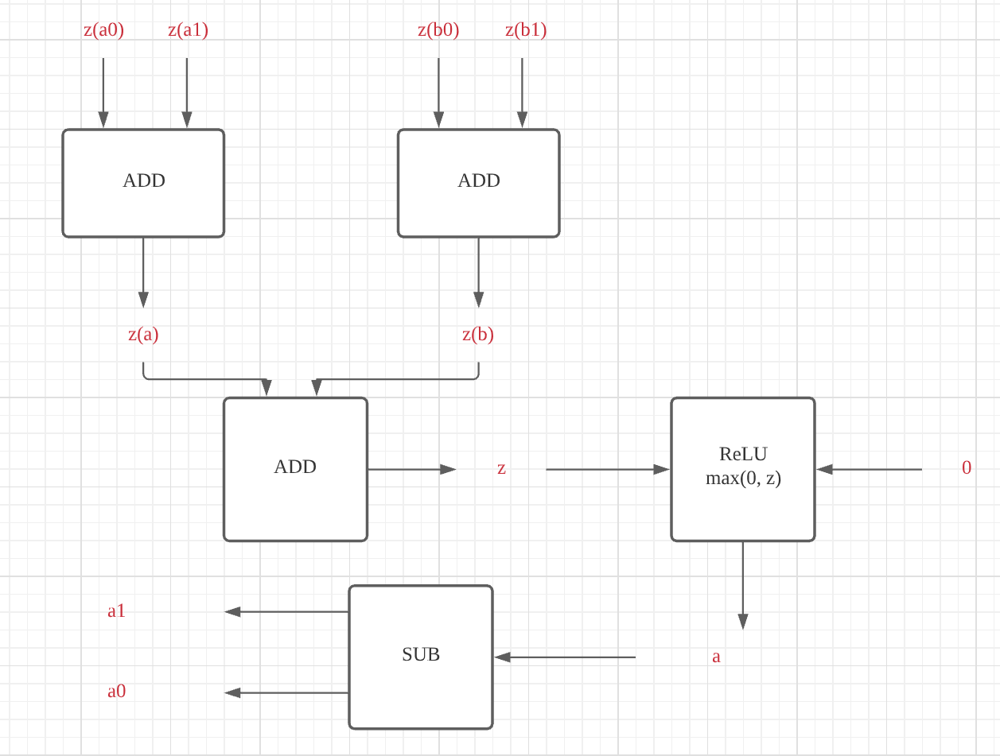 z(a0)
z(a1)
z(b0)
z(b1)
ADD
ADD
z(a)
z(b)
ADD
z
ReLU
max(0, z)
0
a1
SUB
a
a0